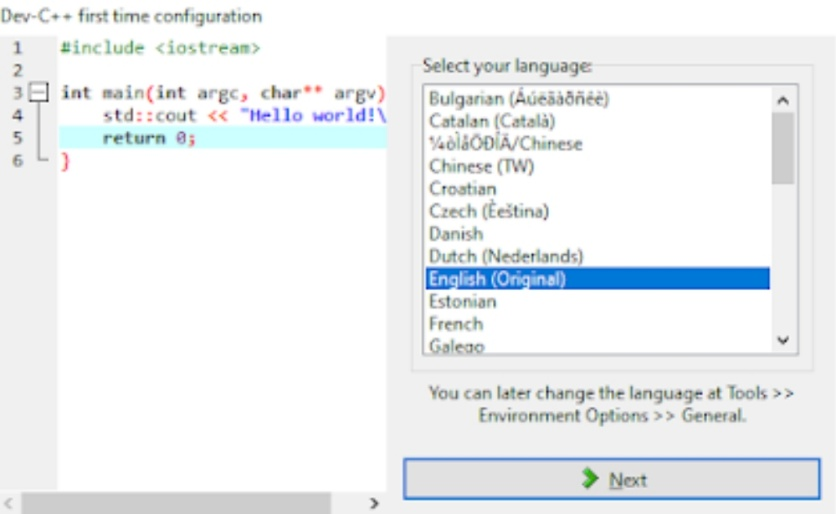 Dev-C++ first time configuration
1 #include <iostream>
2
3 int main(int argc, char** argv)
4 std::cout << "Hello world!\
5 return 0;
6 }
Select your language:
Bulgarian (Áúëãàðñêè)
Catalan (Català)
¼òÌåÖÐÎÄ/Chinese
Chinese (TW)
Croatian
Czech (Èeština)
Danish
Dutch (Nederlands)
English (Original)
Estonian
French
Galego
You can later change the language at Tools >>
Environment Options >> General.
Next